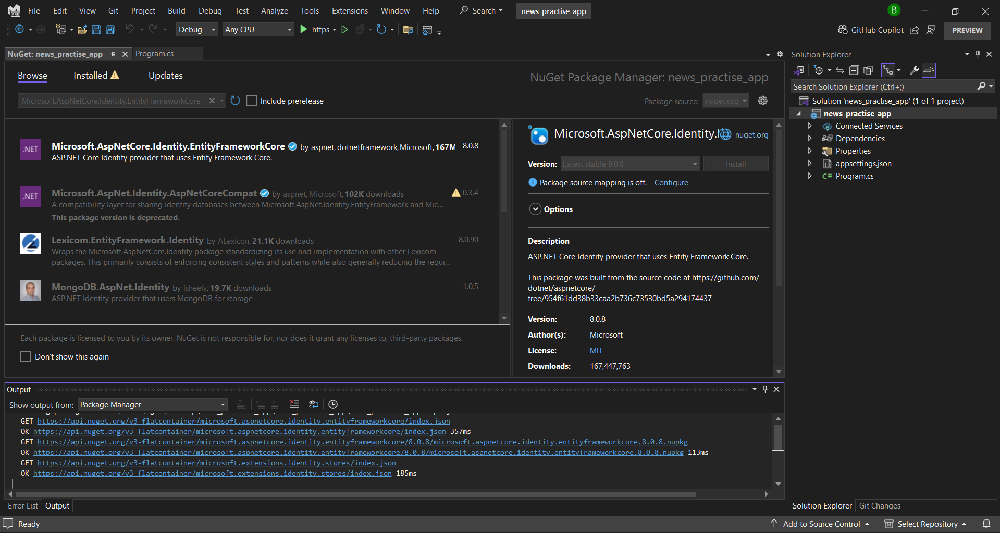 File Edit View Git Project Build Debug Test Analyze Tools Extensions Window Help Search news_practise_app B
PRE
Debug Any CPU https GitHub Copilot PREVIEW
NuGet: news_practise_app Program.cs
Browse Installed Updates
NuGet Package Manager: news_practise_app
Microsoft.AspNetCore.Identity.EntityFrameworkCore Include prerelease
Package source: nuget.org
.NET
Microsoft.AspNetCore.Identity.EntityFrameworkCore by aspnet, dotnetframework, Microsoft, 167M 8.0.8
ASP.NET Core Identity provider that uses Entity Framework Core.
.NET
Microsoft.AspNet.Identity.AspNetCoreCompat by aspnet, Microsoft, 102K downloads 0.3.4
A compatibility layer for sharing identity databases between Microsoft.AspNet.Identity.EntityFramework and Mic...
This package version is deprecated.
Lexicom.EntityFramework.Identity by ALexicon, 21.1K downloads 8.0.90
Wraps the Microsoft.AspNetCore.Identity package standardizing its use and implementation with other Lexicom
packages. This primarily consists of enforcing consistent styles and patterns while also generally reducing the requi...
MongoDB.AspNet.Identity by jsheely, 19.7K downloads 1.0.5
ASP.NET Identity provider that users MongoDB for storage
Each package is licensed to you by its owner. NuGet is not responsible for, nor does it grant any licenses to, third-party packages.
Don't show this again
Microsoft.AspNetCore.Identity.I nuget.org
Version: Latest stable 8.0.8 Install
Package source mapping is off. Configure
Options
Description
ASP.NET Core Identity provider that uses Entity Framework Core.
This package was built from the source code at https://github.com/
dotnet/aspnetcore/
tree/954f61dd38b33caa2b736c73530bd5a294174437
Version: 8.0.8
Author(s): Microsoft
License: MIT
Downloads: 167,447,763
Output
Show output from: Package Manager
GET https://api.nuget.org/v3-flatcontainer/microsoft.aspnetcore.identity.entityframeworkcore/index.json
OK https://api.nuget.org/v3-flatcontainer/microsoft.aspnetcore.identity.entityframeworkcore/index.json 357ms
GET https://api.nuget.org/v3-flatcontainer/microsoft.aspnetcore.identity.entityframeworkcore/8.0.8/microsoft.aspnetcore.identity.entityframeworkcore.8.0.8.nupkg
OK https://api.nuget.org/v3-flatcontainer/microsoft.aspnetcore.identity.entityframeworkcore/8.0.8/microsoft.aspnetcore.identity.entityframeworkcore.8.0.8.nupkg 113ms
GET https://api.nuget.org/v3-flatcontainer/microsoft.extensions.identity.stores/index.json
OK https://api.nuget.org/v3-flatcontainer/microsoft.extensions.identity.stores/index.json 185ms
Error List Output
Solution Explorer
Search Solution Explorer (Ctrl+;)
Solution 'news_practise_app' (1 of 1 project)
news_practise_app
Connected Services
Dependencies
Properties
appsettings.json
C# Program.cs
Solution Explorer Git Changes
Ready Add to Source Control Select Repository